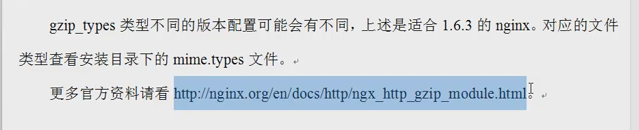 gzip_types 类型不同的版本配置可能会有不同，上述是适合 1.6.3 的 nginx。对应的文件
类型查看安装目录下的 mime.types 文件。
更多官方资料请看 http://nginx.org/en/docs/http/ngx_http_gzip_module.html。